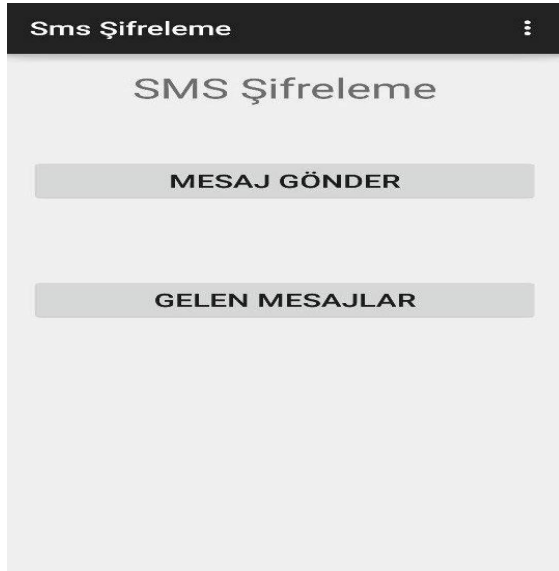 Sms Şifreleme
SMS Şifreleme
MESAJ GÖNDER
GELEN MESAJLAR